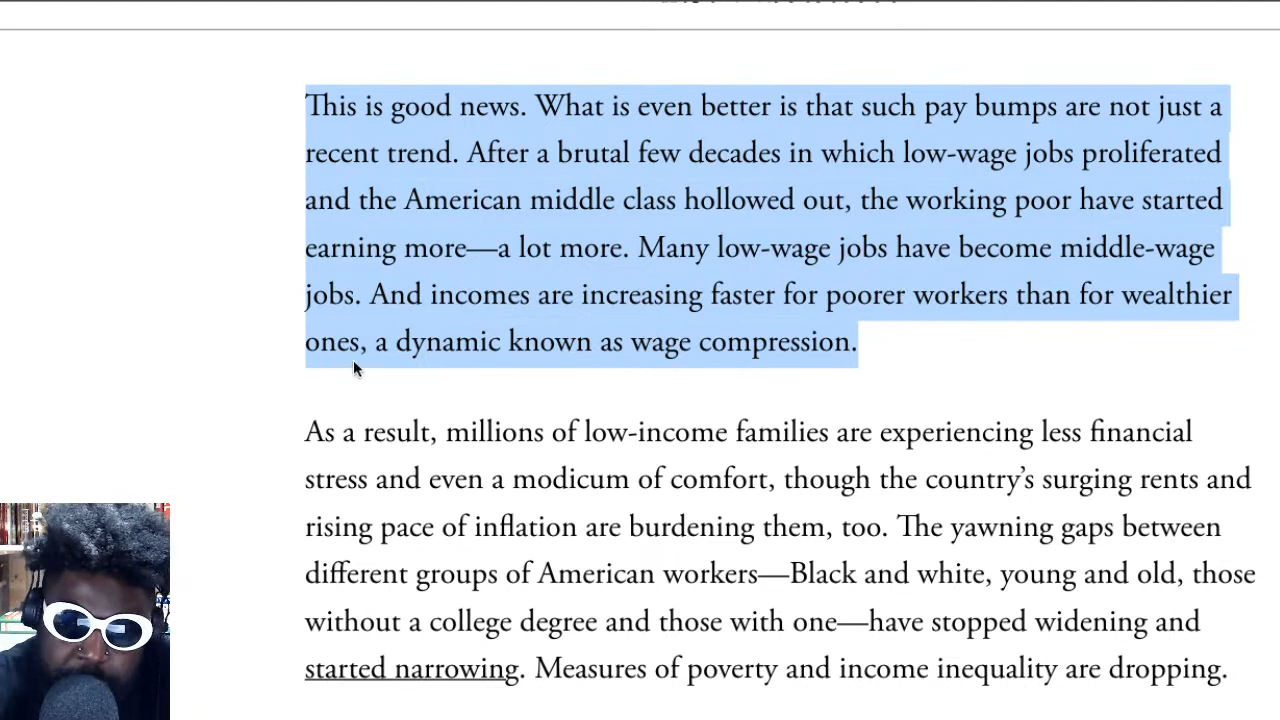 This is good news. What is even better is that such pay bumps are not just a
recent trend. After a brutal few decades in which low-wage jobs proliferated
and the American middle class hollowed out, the working poor have started
earning more—a lot more. Many low-wage jobs have become middle-wage
jobs. And incomes are increasing faster for poorer workers than for wealthier
ones, a dynamic known as wage compression.
As a result, millions of low-income families are experiencing less financial
stress and even a modicum of comfort, though the country’s surging rents and
rising pace of inflation are burdening them, too. The yawning gaps between
different groups of American workers—Black and white, young and old, those
without a college degree and those with one—have stopped widening and
started narrowing. Measures of poverty and income inequality are dropping.